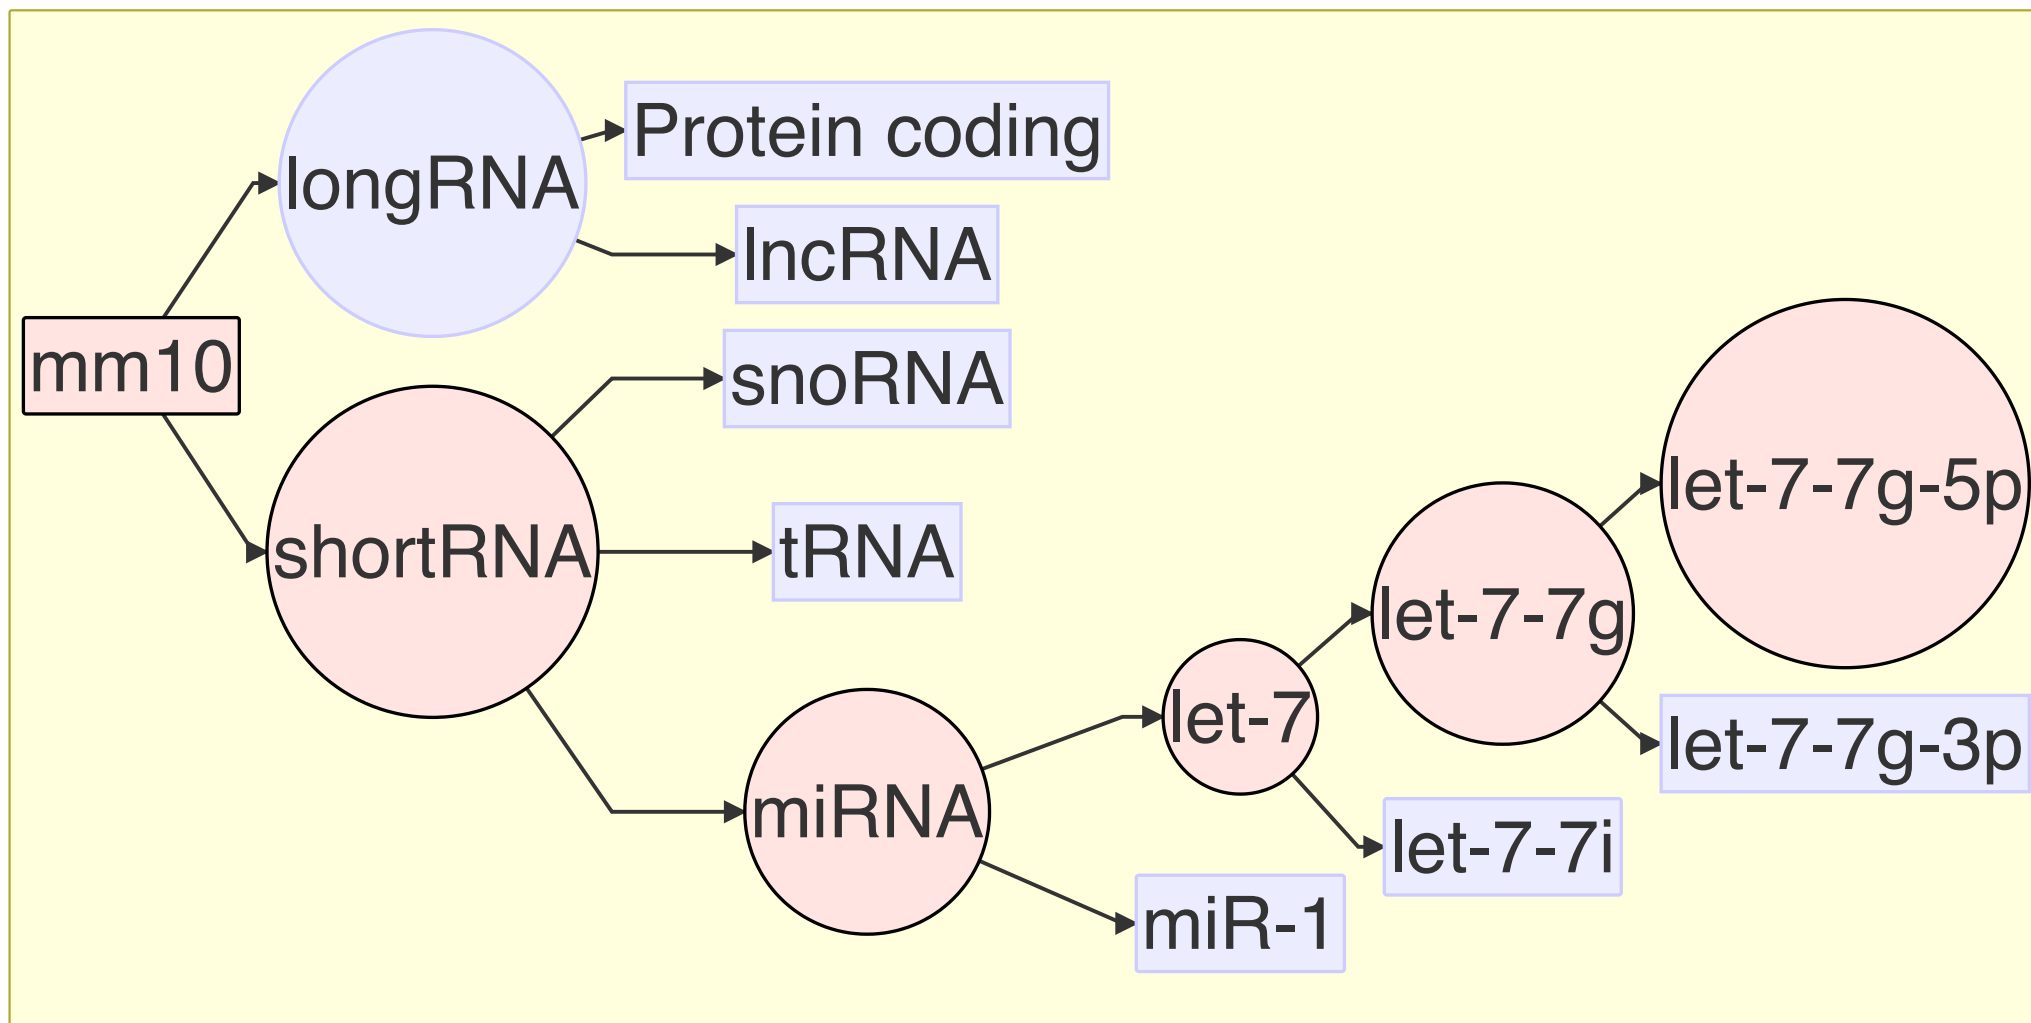 mm10
longRNA
Protein coding
lncRNA
shortRNA
snoRNA
tRNA
miRNA
let-7
let-7-7g
let-7-7g-5p
let-7-7g-3p
let-7-7i
miR-1